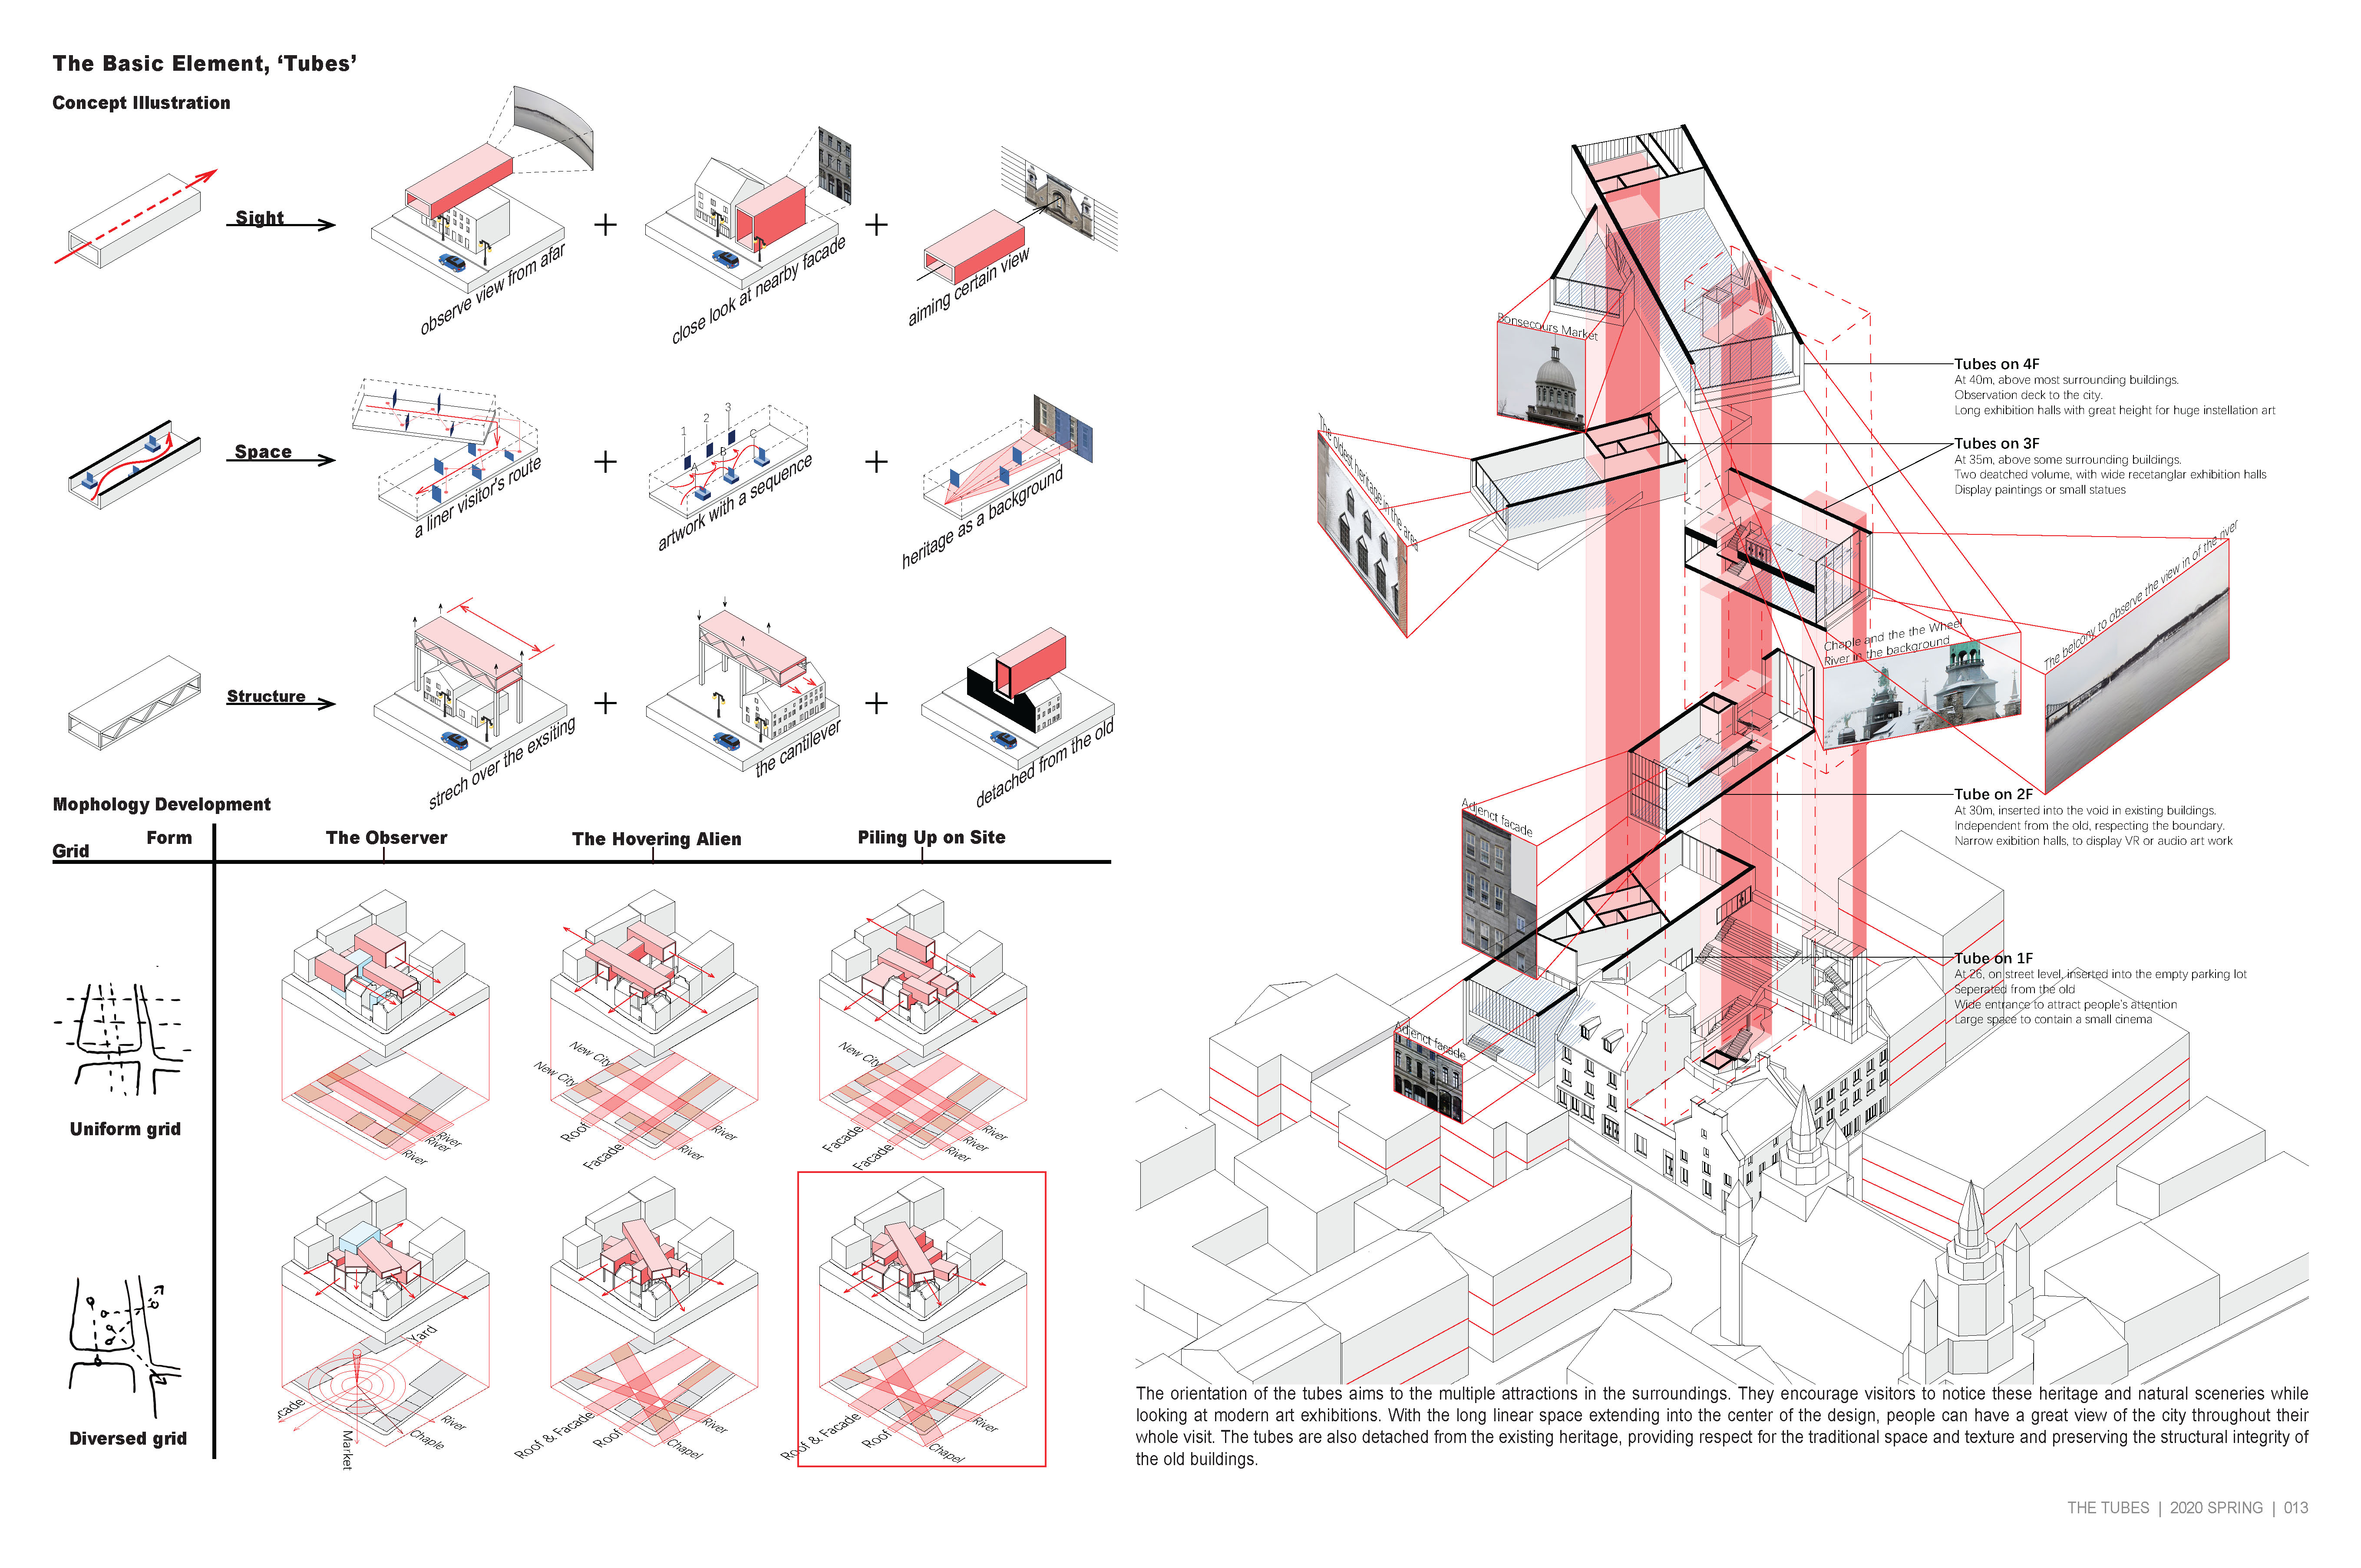 The Basic Element, ‘Tubes’
Concept Illustration
Sight
observe view from afar
+
close look at nearby facade
+
aiming certain view
Space
a liner visitor's route
+
1
2
3
A
B
C
artwork with a sequence
+
heritage as a background
Structure
strech over the exsiting
+
the cantilever
+
detached from the old
Mophology Development
Form
Grid
The Observer
The Hovering Alien
Piling Up on Site
Uniform grid
River
River
River
New City
New City
Roof
Facade
River
River
New City
Facade
Facade
River
River
River
Diversed grid
Yard
cade
Market
River
Chaple
Roof & Facade
Roof
River
Chapel
Roof & Facade
Roof
River
Chapel
Bonsecours Market
The oldest heritage in the area
Tubes on 4F
At 40m, above most surrounding buildings.
Observation deck to the city.
Long exhibition halls with great height for huge instellation art
Tubes on 3F
At 35m, above some surrounding buildings.
Two deatched volume, with wide recetanglar exhibition halls
Display paintings or small statues
Chaple and the the Wheel
River in the background
The belcony to observe the view in of the river
Adjenct facade
Tube on 2F
At 30m, inserted into the void in existing buildings.
Independent from the old, respecting the boundary.
Narrow exibition halls, to display VR or audio art work
Tube on 1F
At 26, on street level, inserted into the empty parking lot
Seperated from the old
Wide entrance to attract people's attention
Large space to contain a small cinema
Adjenct facade
The orientation of the tubes aims to the multiple attractions in the surroundings. They encourage visitors to notice these heritage and natural sceneries while
looking at modern art exhibitions. With the long linear space extending into the center of the design, people can have a great view of the city throughout their
whole visit. The tubes are also detached from the existing heritage, providing respect for the traditional space and texture and preserving the structural integrity of
the old buildings.
THE TUBES | 2020 SPRING | 013